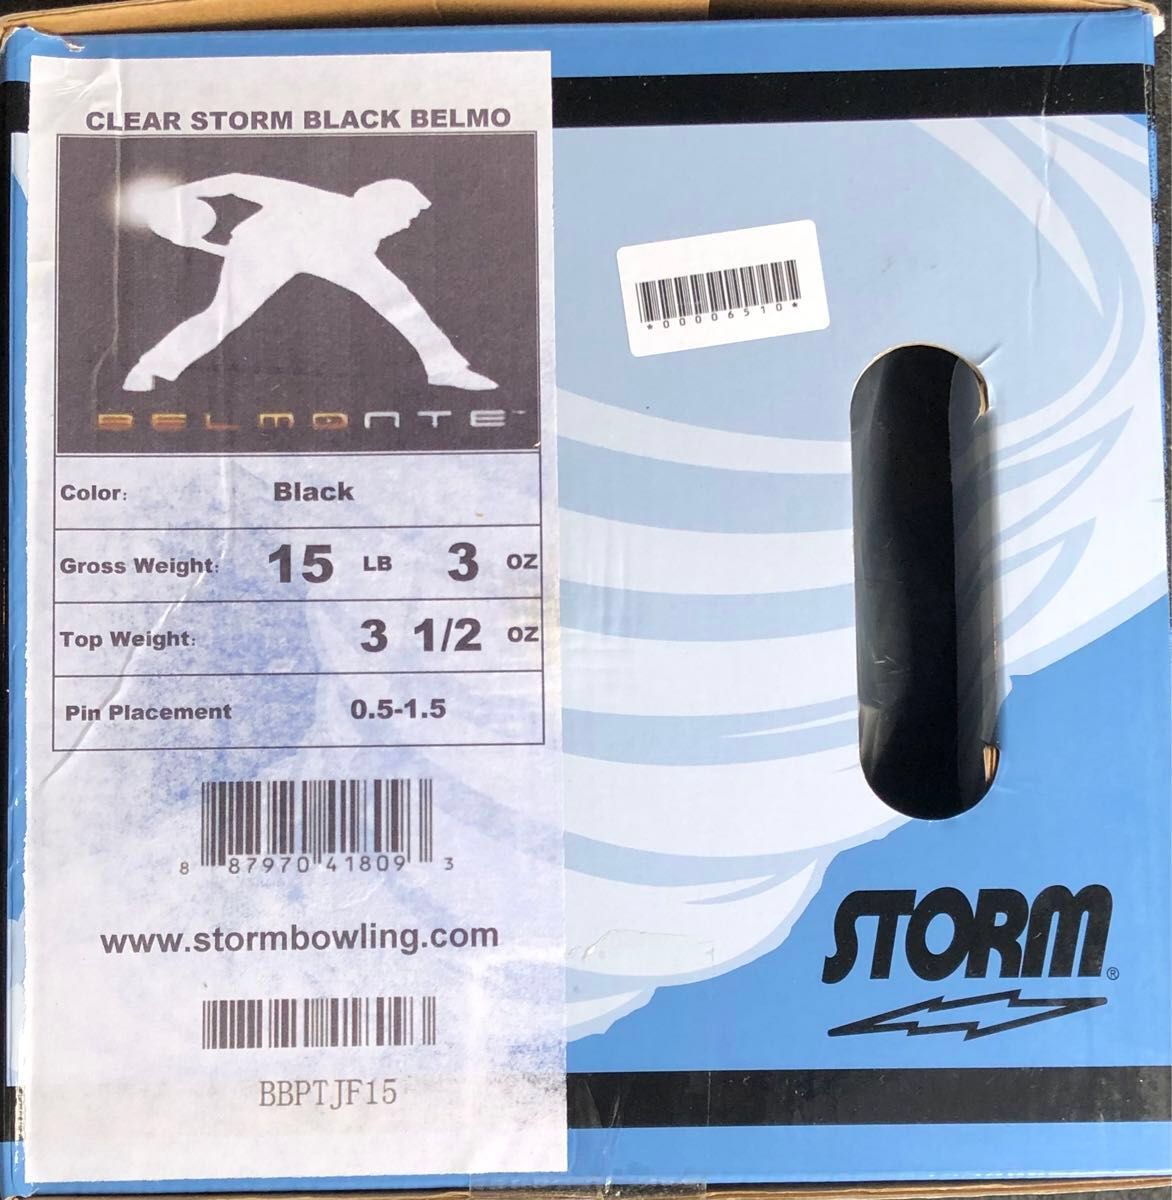 CLEAR STORM BLACK BELMO
BELMONTE™
Color: Black
Gross Weight: 15 LB 3 OZ
Top Weight: 3 1/2 OZ
Pin Placement 0.5-1.5
8 87970 41809 3
www.stormbowling.com
BBPTJF15
*00006510*
STORM®